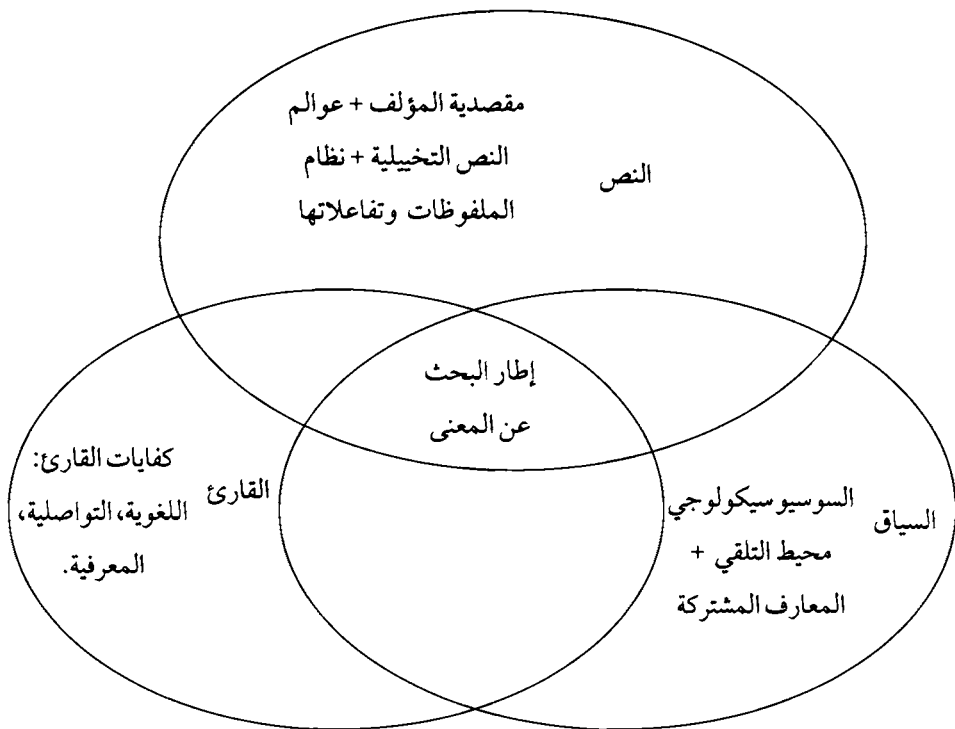 مقصدية المؤلف + عوالم
النص التخييلية + نظام
الملفوظات وتفاعلاتها
النص
إطار البحث
عن المعنى
القارئ
كفايات القارئ:
اللغوية، التواصلية،
المعرفية.
السياق
السوسيوسيكولوجي
محيط التلقي +
المعارف المشتركة